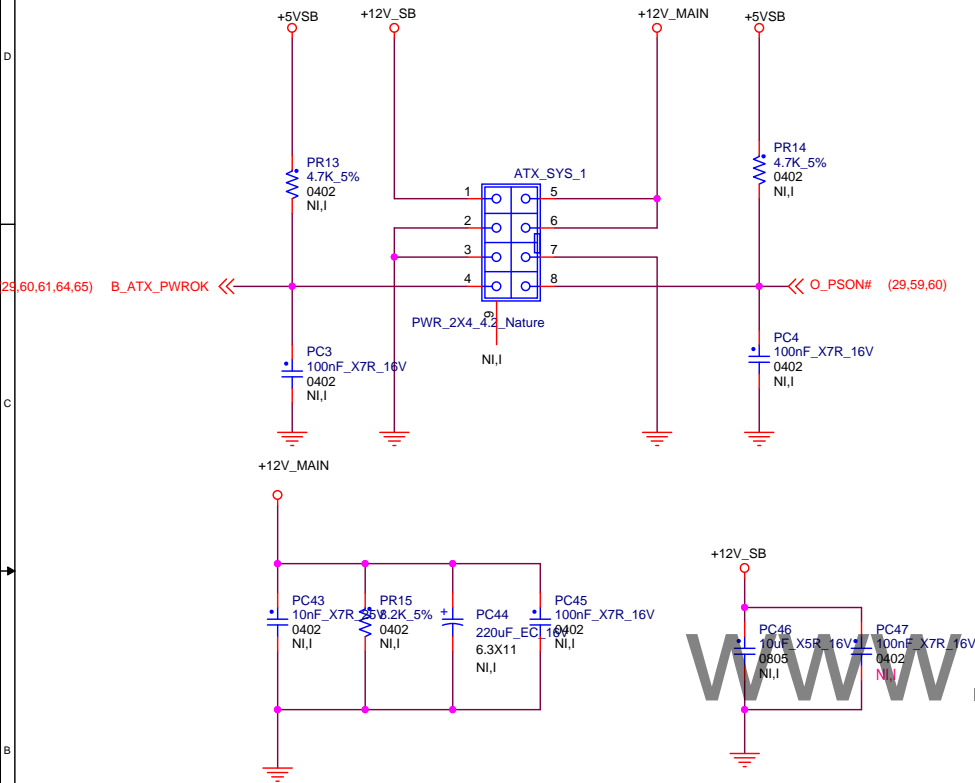 +5VSB
+12V_SB
+12V_MAIN
+5VSB
D
PR13
4.7K_5%
0402
NI,I
ATX_SYS_1
PR14
4.7K_5%
0402
NI,I
1
2
3
4
5
6
7
8
9
29,60,61,64,65)
B_ATX_PWROK
O_PSON#
(29,59,60)
PWR_2X4_4.2_Nature
NI,I
PC3
100nF_X7R_16V
0402
NI,I
PC4
100nF_X7R_16V
0402
NI,I
C
+12V_MAIN
+12V_SB
PC43
10nF_X7R_25V
0402
NI,I
PR15
8.2K_5%
0402
NI,I
PC44
220uF_EC_16V
6.3X11
NI,I
PC45
100nF_X7R_16V
0402
NI,I
PC46
10uF_X5R_16V
0805
NI,I
PC47
100nF_X7R_16V
0402
NI,I
www.
B